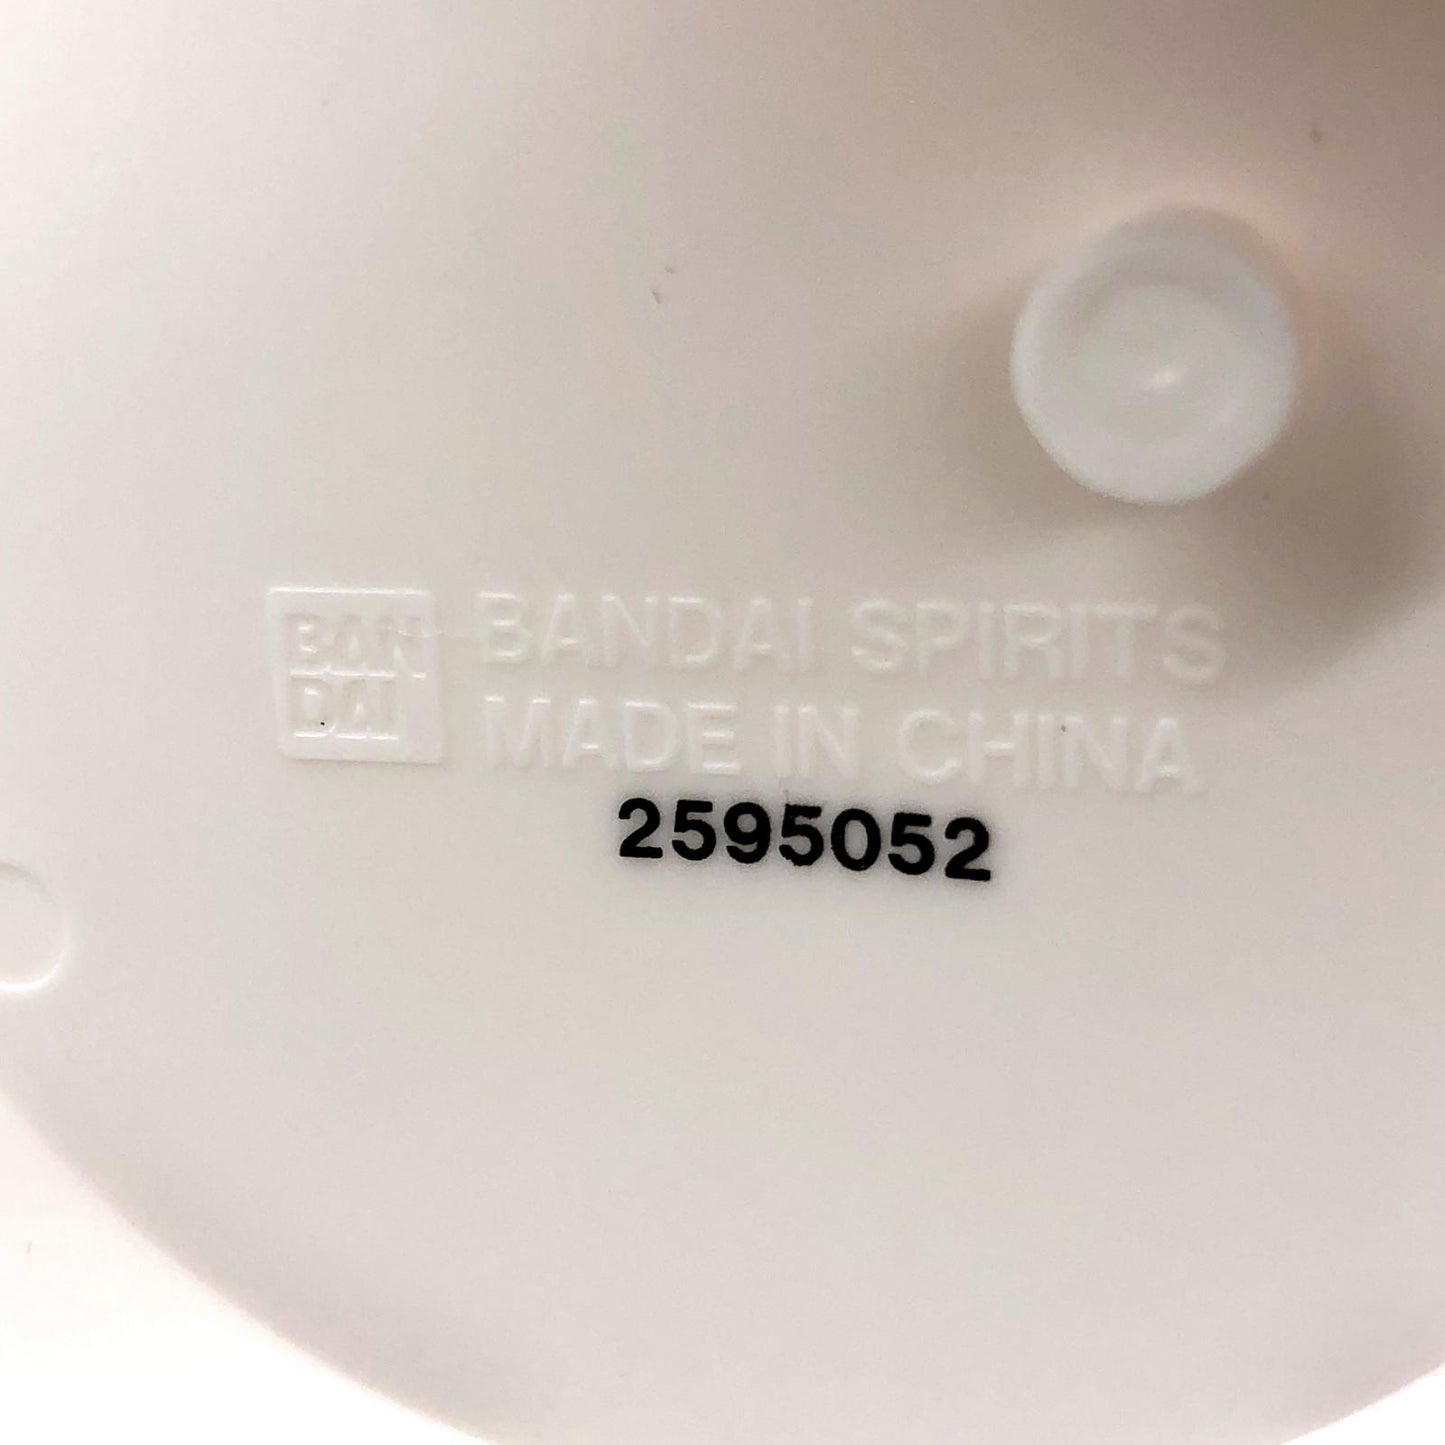 BAN
DAI
BANDAI SPIRITS
MADE IN CHINA
2595052